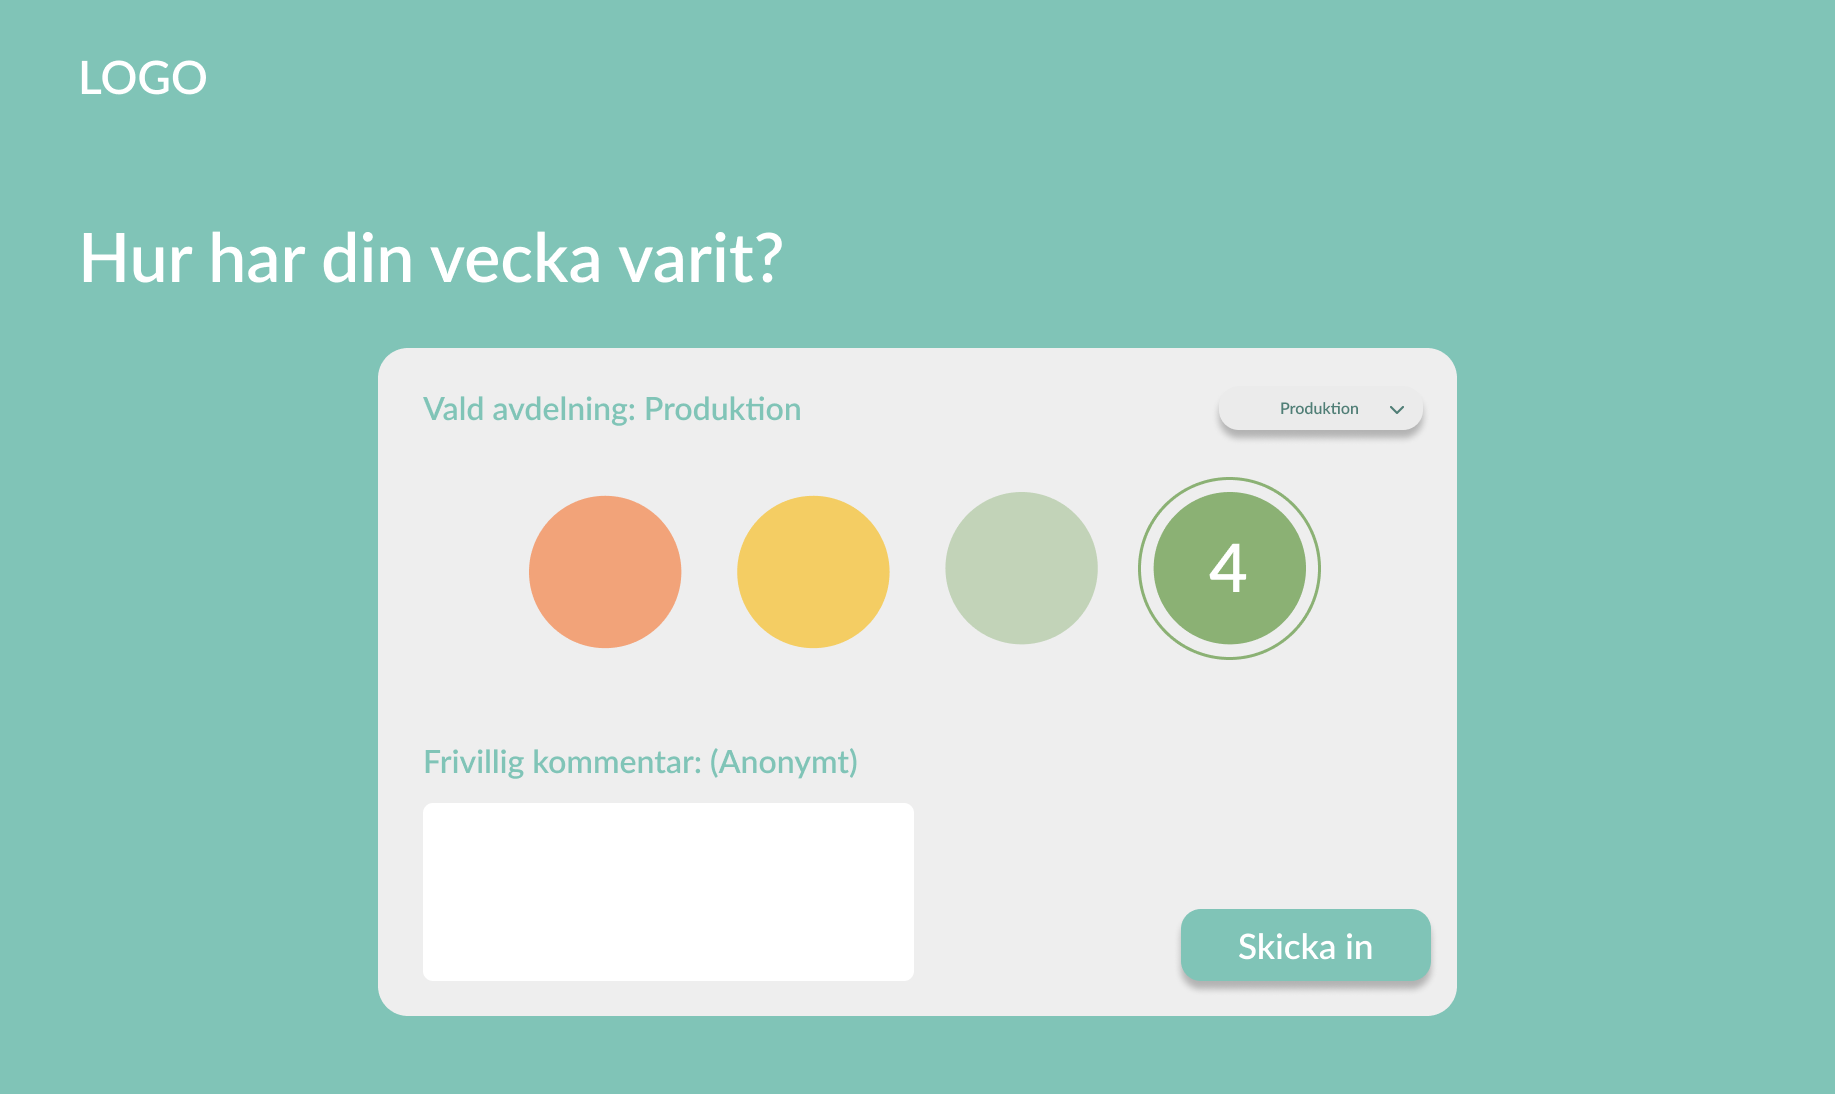 LOGO
Hur har din vecka varit?
Vald avdelning: Produktion
Produktion
4
Frivillig kommentar: (Anonymt)
Skicka in